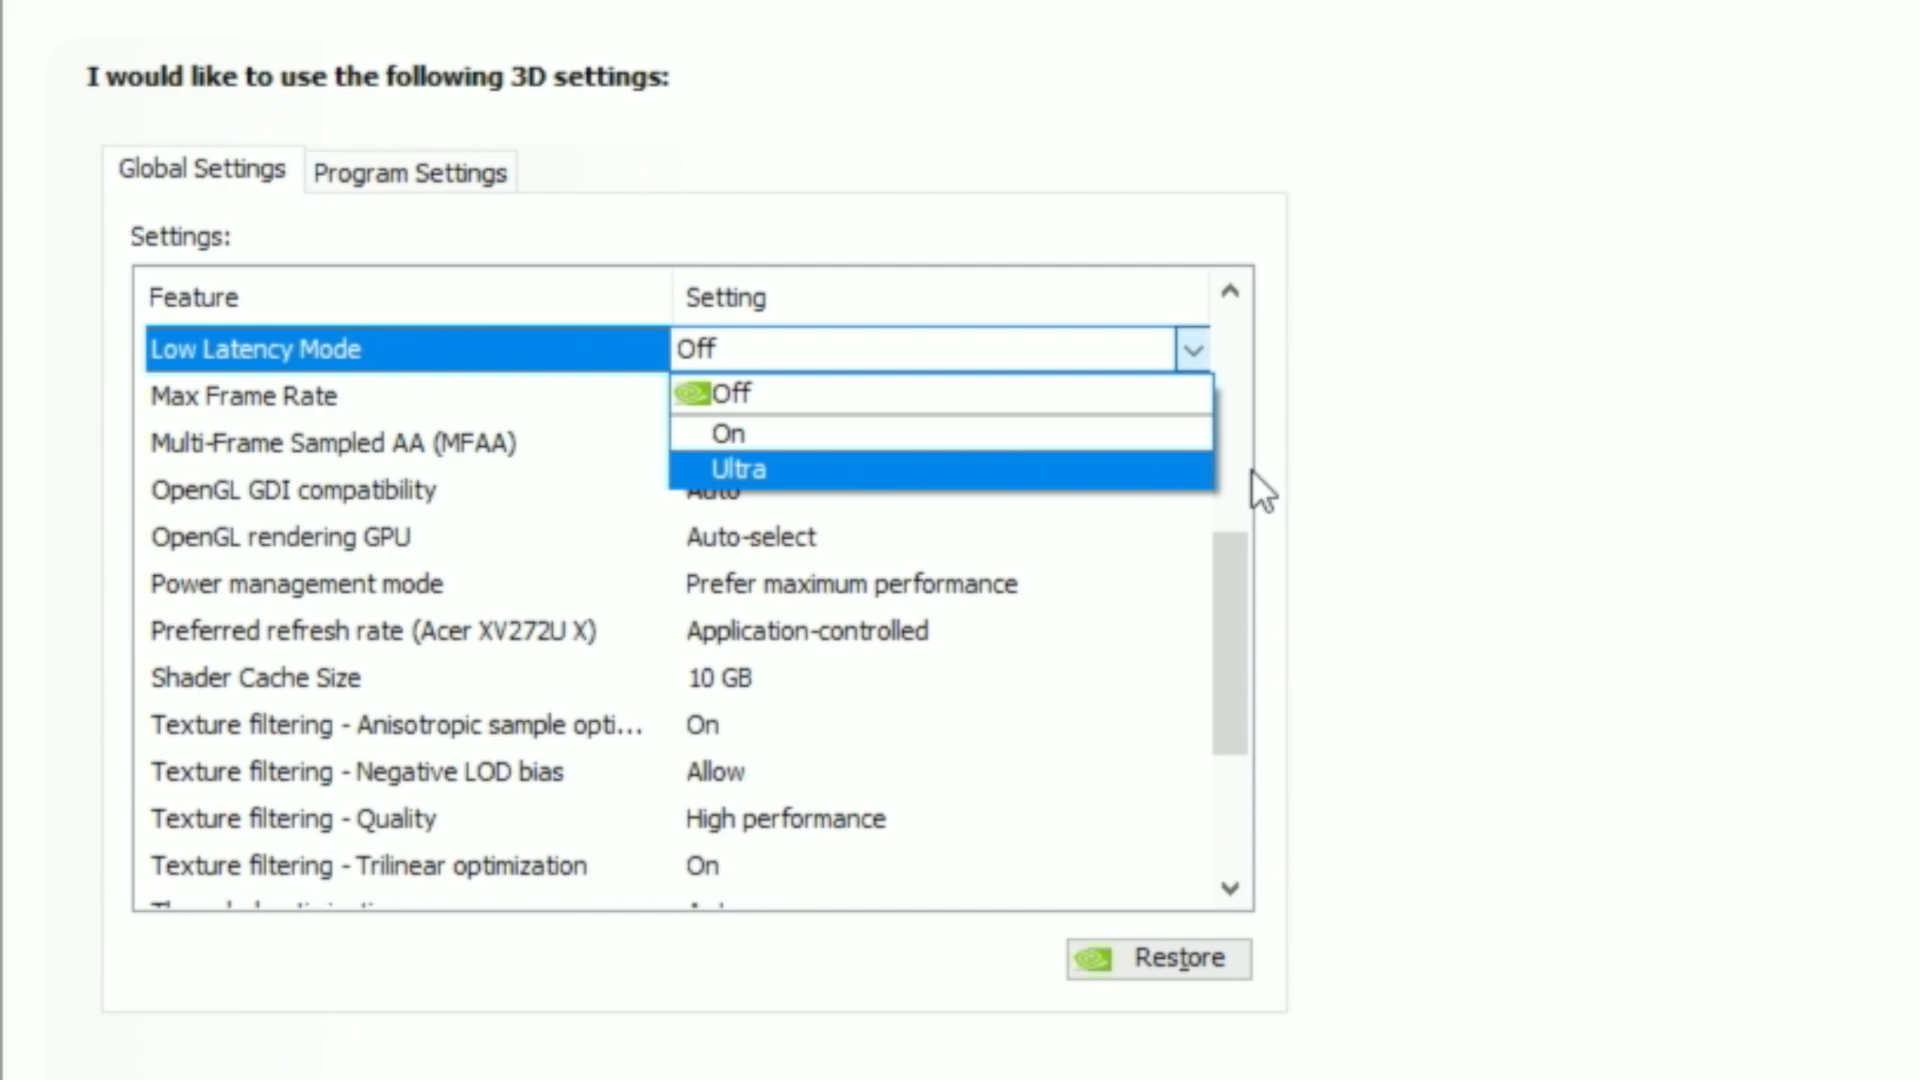 I would like to use the following 3D settings:
Global Settings Program Settings
Settings:
Feature Setting
Low Latency Mode Off
Off
Max Frame Rate
On
Multi-Frame Sampled AA (MFAA)
Ultra
OpenGL GDI compatibility Auto
OpenGL rendering GPU Auto-select
Power management mode Prefer maximum performance
Preferred refresh rate (Acer XV272U X) Application-controlled
Shader Cache Size 10 GB
Texture filtering - Anisotropic sample opti... On
Texture filtering - Negative LOD bias Allow
Texture filtering - Quality High performance
Texture filtering - Trilinear optimization On
Restore